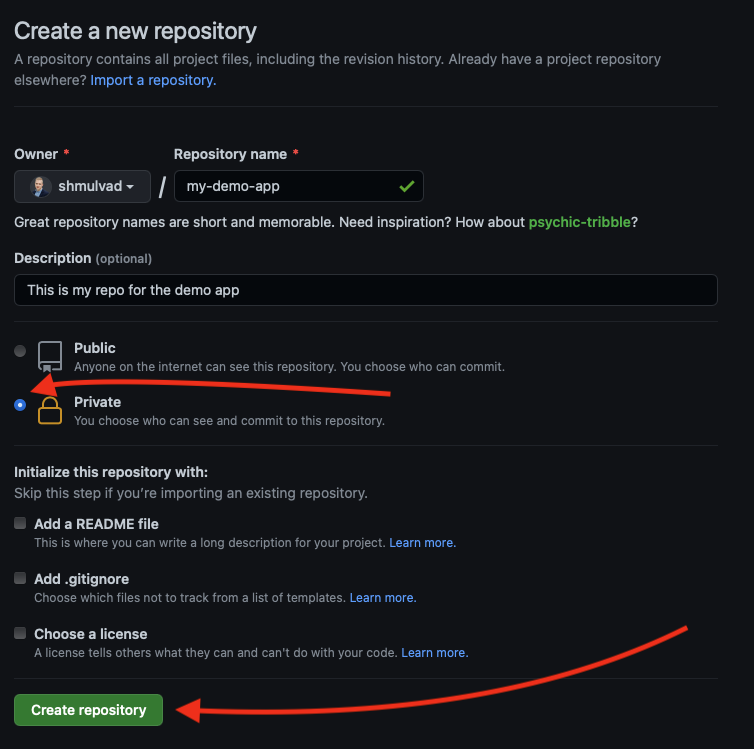 Create a new repository
A repository contains all project files, including the revision history. Already have a project repository
elsewhere? Import a repository.
Owner * Repository name *
shmulvad / my-demo-app
Great repository names are short and memorable. Need inspiration? How about psychic-tribble?
Description (optional)
This is my repo for the demo app
Public
Anyone on the internet can see this repository. You choose who can commit.
Private
You choose who can see and commit to this repository.
Initialize this repository with:
Skip this step if you're importing an existing repository.
Add a README file
This is where you can write a long description for your project. Learn more.
Add .gitignore
Choose which files not to track from a list of templates. Learn more.
Choose a license
A license tells others what they can and can't do with your code. Learn more.
Create repository